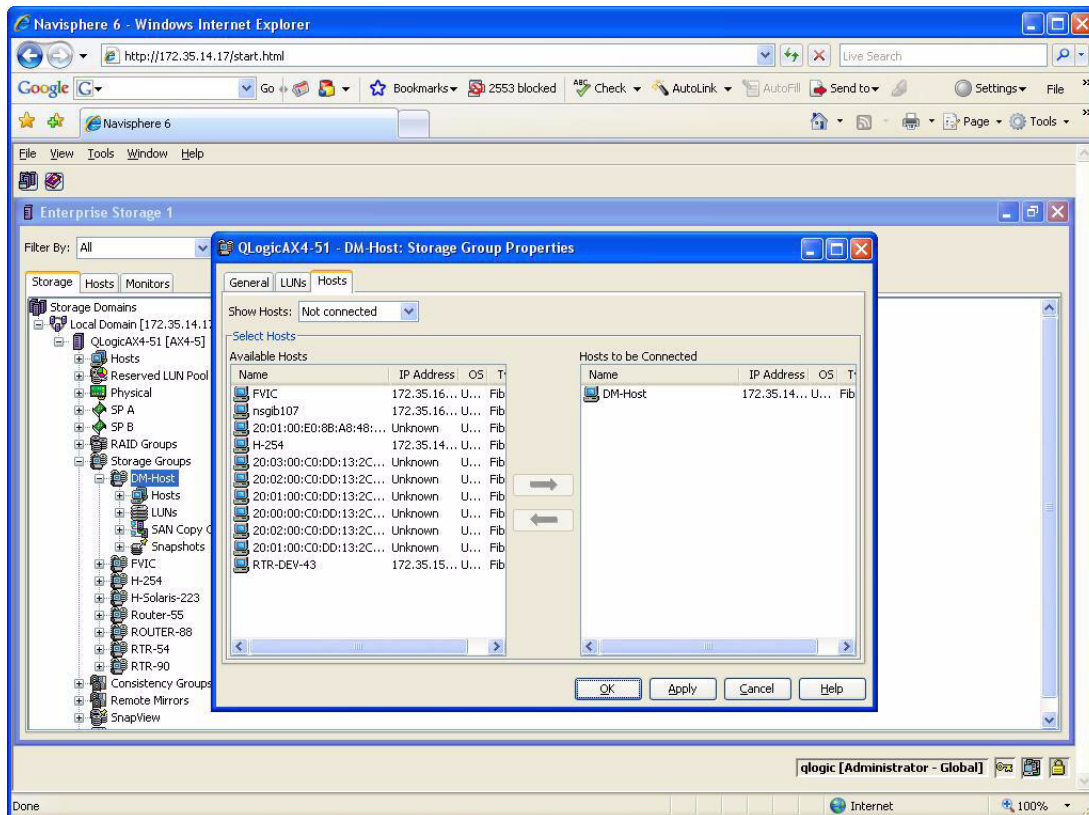 Navisphere 6 - Windows Internet Explorer
http://172.35.14.17/start.html
Live Search
Google
Go
Bookmarks
2553 blocked
Check
AutoLink
AutoFill
Send to
Settings
File
Navisphere 6
Page
Tools
File View Tools Window Help
Enterprise Storage 1
Filter By: All
Storage Hosts Monitors
Storage Domains
Local Domain [172.35.14.17
QLogicAX4-51 [AX4-5]
Hosts
Reserved LUN Pool
Physical
SP A
SP B
RAID Groups
Storage Groups
DM-Host
Hosts
LUNs
SAN Copy C
Snapshots
FVIC
H-254
H-Solaris-223
Router-55
ROUTER-88
RTR-54
RTR-90
Consistency Groups
Remote Mirrors
SnapView
QLogicAX4-51 - DM-Host: Storage Group Properties
General LUNs Hosts
Show Hosts: Not connected
Select Hosts
Available Hosts
Name IP Address OS T
FVIC 172.35.16... U... Fib
nsgib107 172.35.16... U... Fib
20:01:00:E0:8B:A8:48:... Unknown U... Fib
H-254 172.35.14... U... Fib
20:03:00:C0:DD:13:2C... Unknown U... Fib
20:02:00:C0:DD:13:2C... Unknown U... Fib
20:01:00:C0:DD:13:2C... Unknown U... Fib
20:00:00:C0:DD:13:2C... Unknown U... Fib
20:02:00:C0:DD:13:2C... Unknown U... Fib
20:01:00:C0:DD:13:2C... Unknown U... Fib
RTR-DEV-43 172.35.15... U... Fib
Hosts to be Connected
Name IP Address OS T
DM-Host 172.35.14... U... Fib
OK Apply Cancel Help
qlogic [Administrator - Global]
Done
Internet
100%